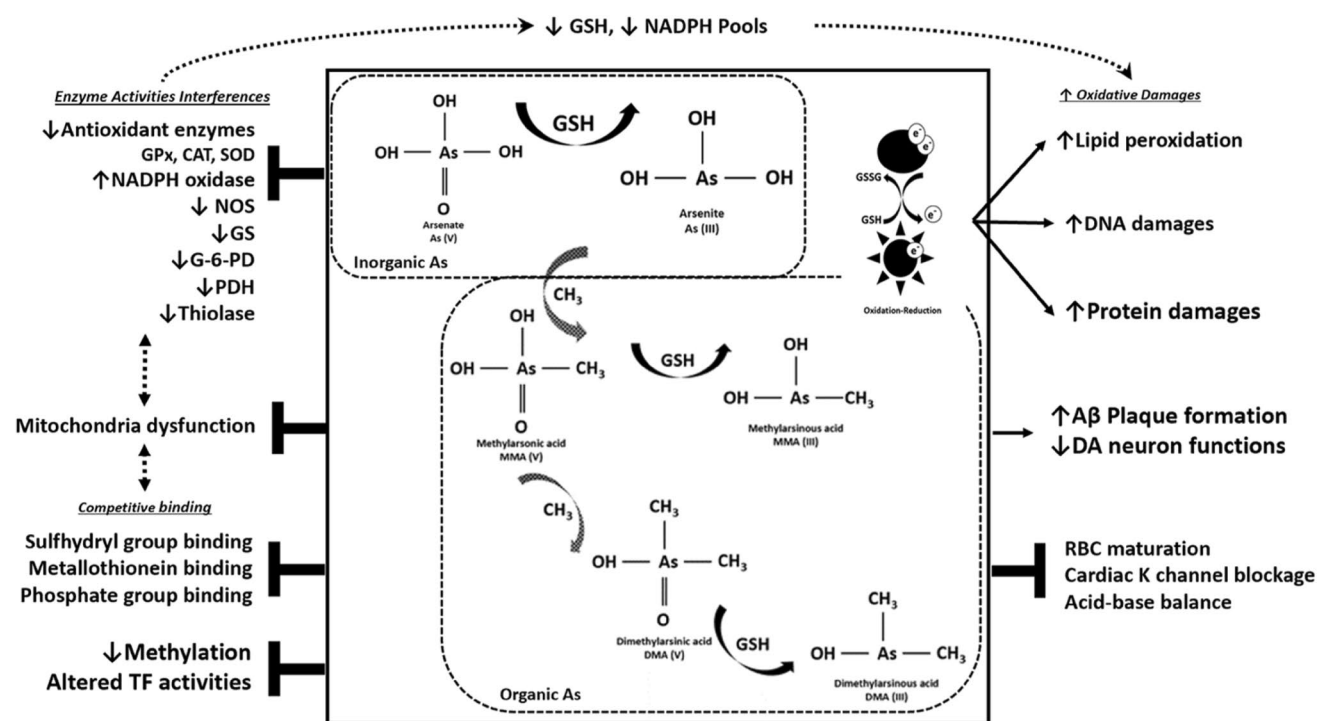 ↓ GSH, ↓ NADPH Pools
Enzyme Activities Interferences
↓Antioxidant enzymes
GPx, CAT, SOD
↑NADPH oxidase
↓ NOS
↓GS
↓G-6-PD
↓PDH
↓Thiolase
Mitochondria dysfunction
Competitive binding
Sulfhydryl group binding
Metallothionein binding
Phosphate group binding
↓Methylation
Altered TF activities
OH
OH — As — OH
O
Arsenate
As (V)
GSH
OH
OH — As — OH
Arsenite
As (III)
Inorganic As
e-
e-
GSSG
GSH
e-
e-
Oxidation-Reduction
CH3
OH
OH — As — CH3
O
Methylarsonic acid
MMA (V)
GSH
OH
OH — As —CH3
Methylarsinous acid
MMA (III)
CH3
CH3
OH — As — CH3
O
Dimethylarsinic acid
DMA (V)
GSH
CH3
OH — As — CH3
Dimethylarsinous acid
DMA (III)
Organic As
↑ Oxidative Damages
↑Lipid peroxidation
↑DNA damages
↑Protein damages
↑Aβ Plaque formation
↓DA neuron functions
RBC maturation
Cardiac K channel blockage
Acid-base balance